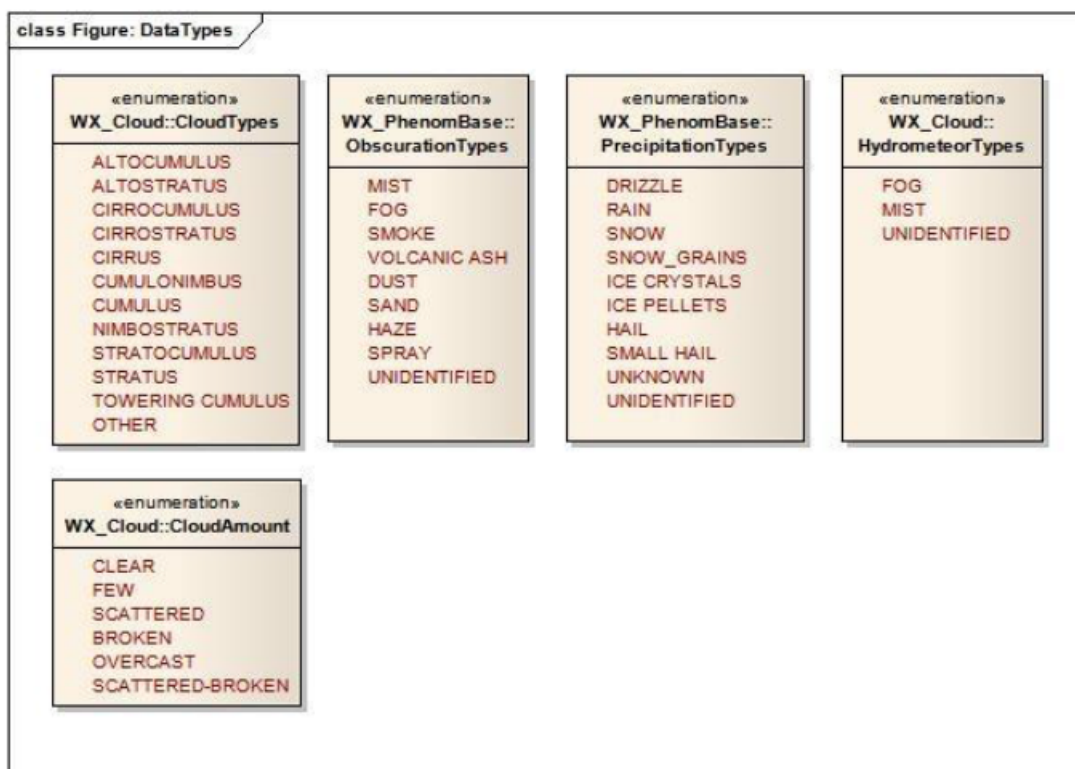 class Figure: DataTypes
«enumeration»
WX_Cloud::CloudTypes
ALTOCUMULUS
ALTOSTRATUS
CIRROCUMULUS
CIRROSTRATUS
CIRRUS
CUMULONIMBUS
CUMULUS
NIMBOSTRATUS
STRATOCUMULUS
STRATUS
TOWERING CUMULUS
OTHER
«enumeration»
WX_PhenomBase::
ObscurationTypes
MIST
FOG
SMOKE
VOLCANIC ASH
DUST
SAND
HAZE
SPRAY
UNIDENTIFIED
«enumeration»
WX_PhenomBase::
PrecipitationTypes
DRIZZLE
RAIN
SNOW
SNOW_GRAINS
ICE CRYSTALS
ICE PELLETS
HAIL
SMALL HAIL
UNKNOWN
UNIDENTIFIED
«enumeration»
WX_Cloud::
HydrometeorTypes
FOG
MIST
UNIDENTIFIED
«enumeration»
WX_Cloud::CloudAmount
CLEAR
FEW
SCATTERED
BROKEN
OVERCAST
SCATTERED-BROKEN